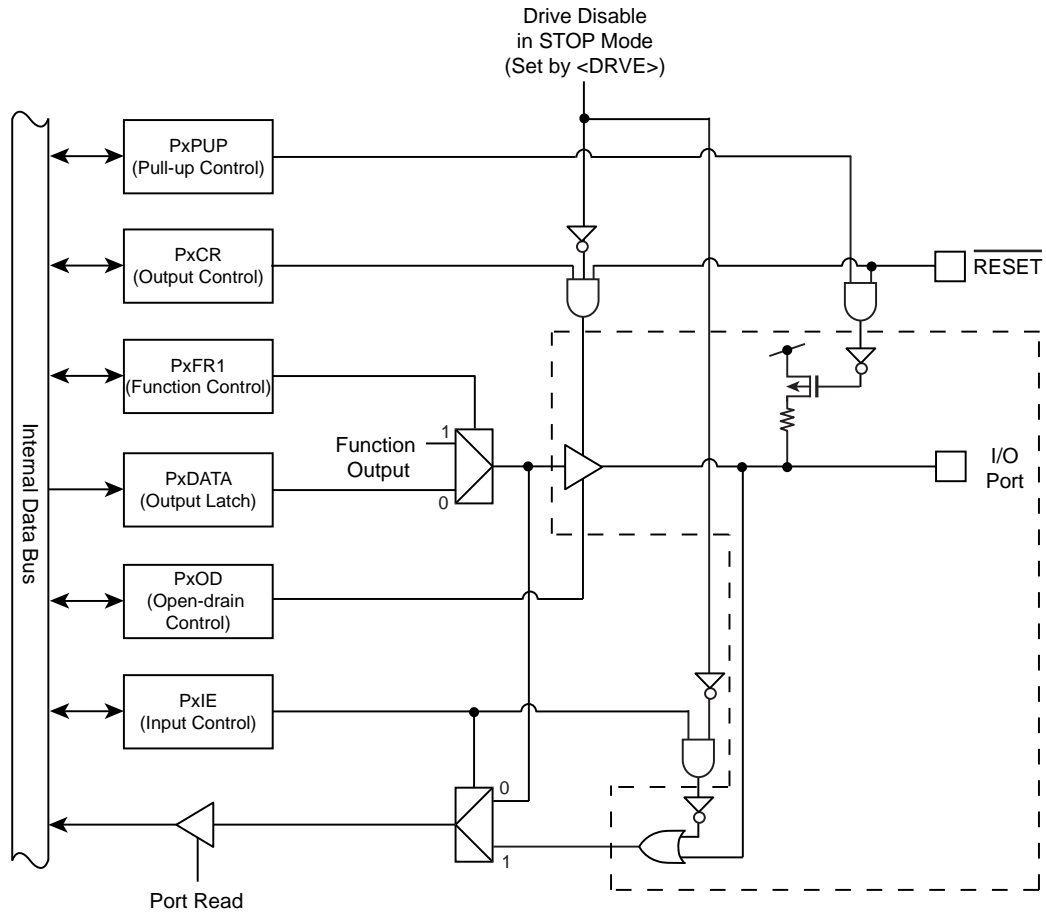 Drive Disable
in STOP Mode
(Set by <DRVE>)
PxPUP
(Pull-up Control)
PxCR
(Output Control)
RESET
PxFR1
(Function Control)
1
Function
Output
0
I/O
Port
PxDATA
(Output Latch)
Internal Data Bus
PxOD
(Open-drain
Control)
PxIE
(Input Control)
0
1
Port Read